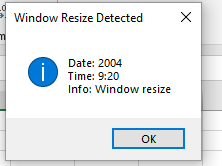 Window Resize Detected
Date: 2004
Time: 9:20
Info: Window resize
OK